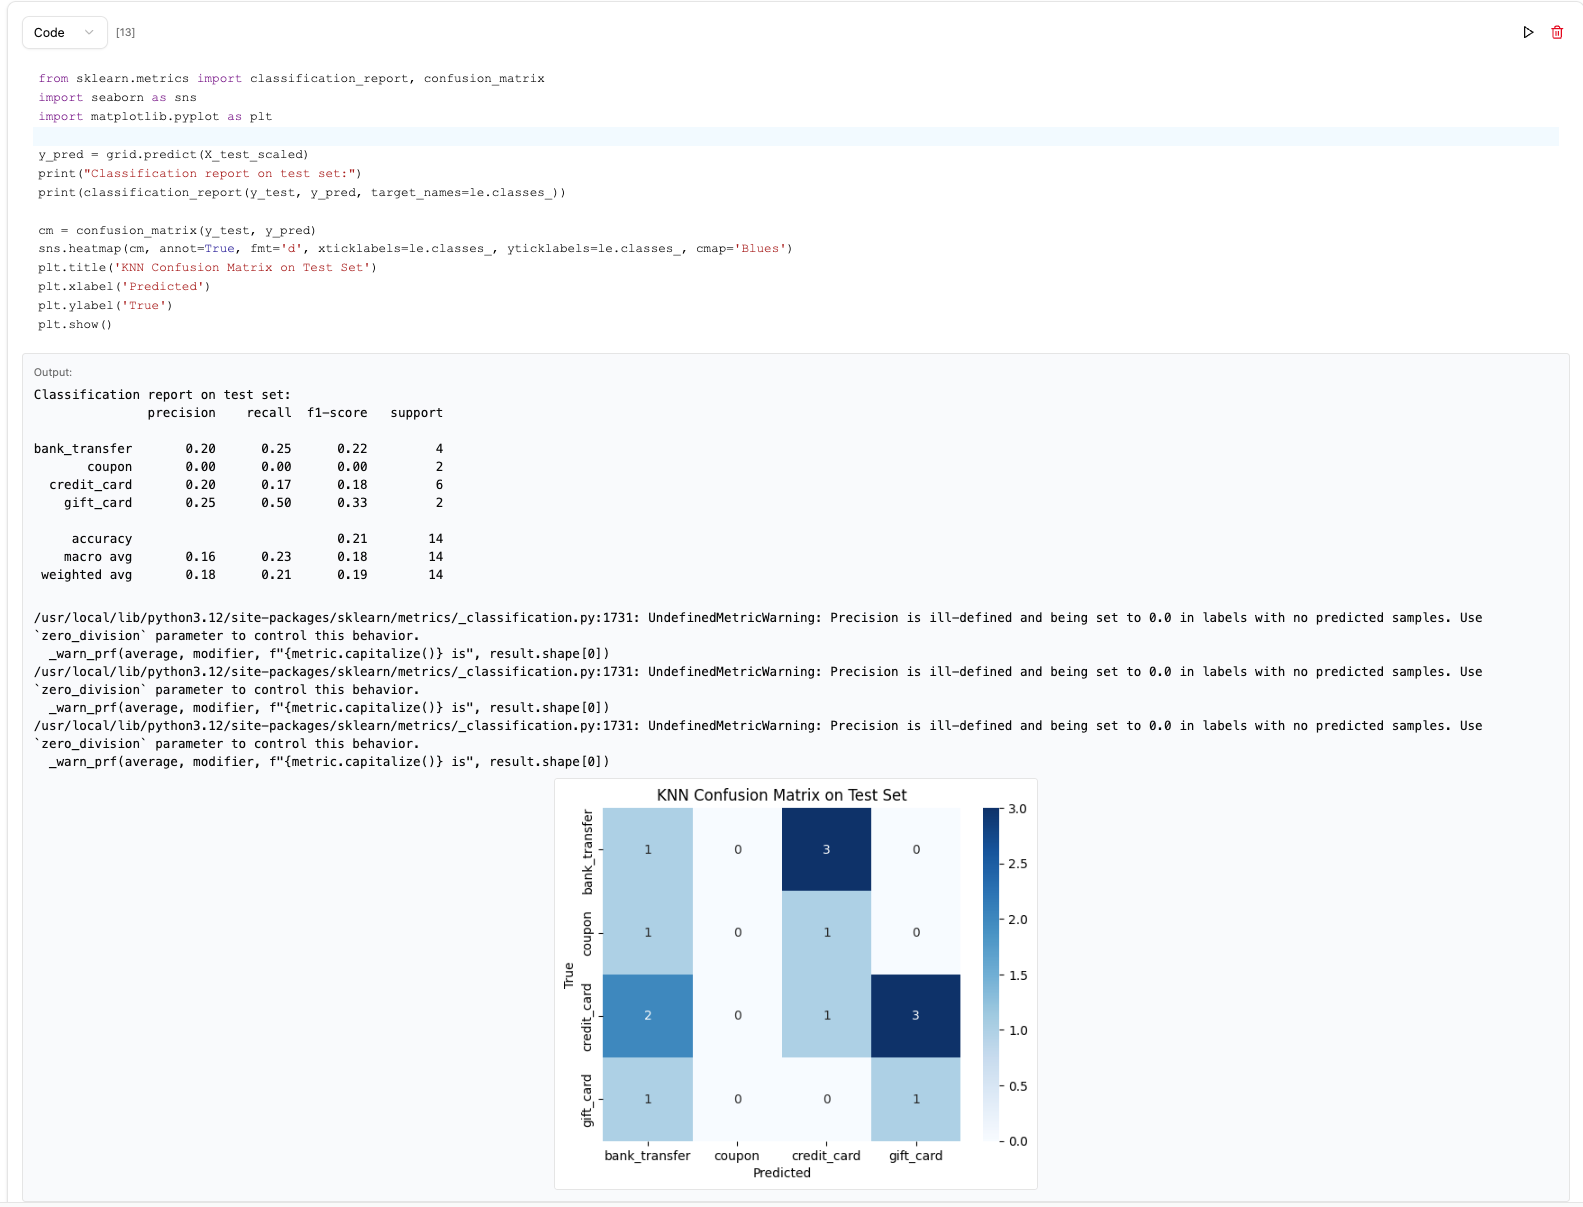 Code [13]
from sklearn.metrics import classification_report, confusion_matrix
import seaborn as sns
import matplotlib.pyplot as plt
y_pred = grid.predict(X_test_scaled)
print("Classification report on test set:")
print(classification_report(y_test, y_pred, target_names=le.classes_))
cm = confusion_matrix(y_test, y_pred)
sns.heatmap(cm, annot=True, fmt='d', xticklabels=le.classes_, yticklabels=le.classes_, cmap='Blues')
plt.title('KNN Confusion Matrix on Test Set')
plt.xlabel('Predicted')
plt.ylabel('True')
plt.show()
Output:
Classification report on test set:
precision recall f1-score support
bank_transfer 0.20 0.25 0.22 4
coupon 0.00 0.00 0.00 2
credit_card 0.20 0.17 0.18 6
gift_card 0.25 0.50 0.33 2
accuracy 0.21 14
macro avg 0.16 0.23 0.18 14
weighted avg 0.18 0.21 0.19 14
/usr/local/lib/python3.12/site-packages/sklearn/metrics/_classification.py:1731: UndefinedMetricWarning: Precision is ill-defined and being set to 0.0 in labels with no predicted samples. Use
`zero_division` parameter to control this behavior.
_warn_prf(average, modifier, f"{metric.capitalize()} is", result.shape[0])
/usr/local/lib/python3.12/site-packages/sklearn/metrics/_classification.py:1731: UndefinedMetricWarning: Precision is ill-defined and being set to 0.0 in labels with no predicted samples. Use
`zero_division` parameter to control this behavior.
_warn_prf(average, modifier, f"{metric.capitalize()} is", result.shape[0])
/usr/local/lib/python3.12/site-packages/sklearn/metrics/_classification.py:1731: UndefinedMetricWarning: Precision is ill-defined and being set to 0.0 in labels with no predicted samples. Use
`zero_division` parameter to control this behavior.
_warn_prf(average, modifier, f"{metric.capitalize()} is", result.shape[0])
KNN Confusion Matrix on Test Set
True
bank_transfer 1 0 3 0
coupon 1 0 1 0
credit_card 2 0 1 3
gift_card 1 0 0 1
bank_transfer coupon credit_card gift_card
Predicted
3.0
2.5
2.0
1.5
1.0
0.5
0.0